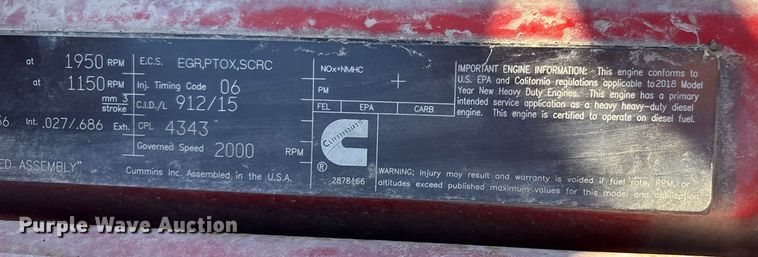 at 1950 RPM
at 1150 RPM
mm 3
stroke
Int. .027/.686 Exh.
ED ASSEMBLY"
E.C.S. EGR,PTOX,SCRC
Inj. Timing Code 06
C.I.D./L 912/15
CPL 4343
Governed Speed 2000 RPM
Cummins Inc. Assembled in the U.S.A.
NOx+NMHC
PM
FEL EPA CARB
Cummins
®
2878166
IMPORTANT ENGINE INFORMATION: This engine conforms to
U.S. EPA and California regulations applicable to 2018 Model
Year New Heavy Duty Engines. This engine has a primary
intended service application as a heavy heavy-duty diesel
engine. This engine is certified to operate on diesel fuel.
WARNING; Injury may result and warranty is voided if fuel rate, RPM, or
altitudes exceed published maximum values for this model and application.
Purple Wave Auction